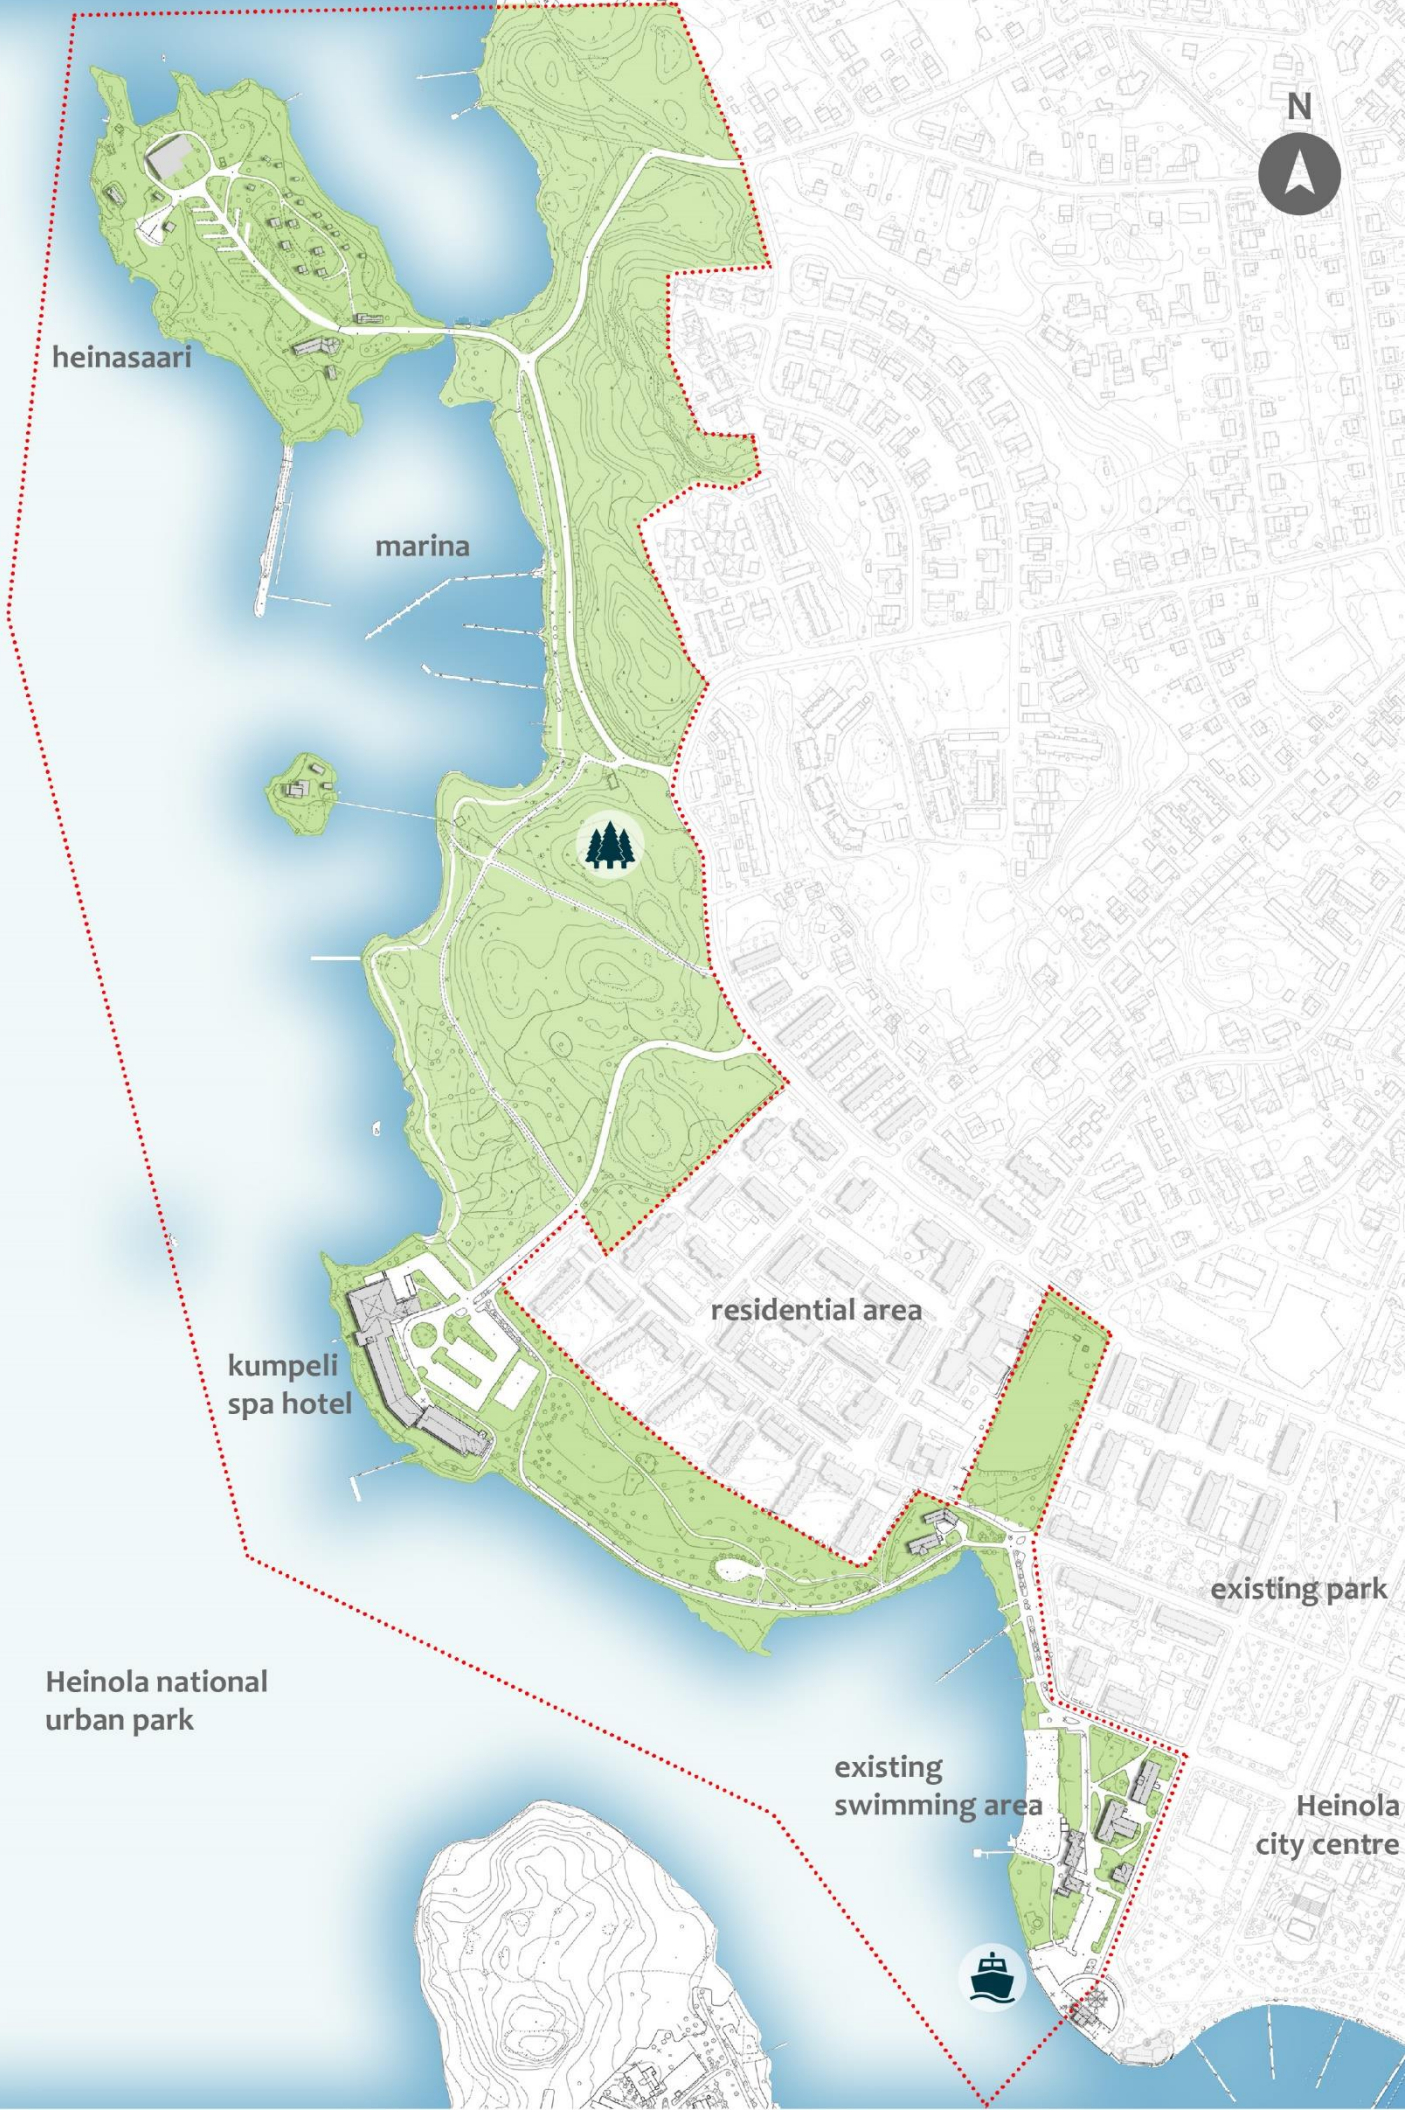 N
heinasaari
marina
residential area
kumpeli
spa hotel
existing park
Heinola national
urban park
existing
swimming area
Heinola
city centre